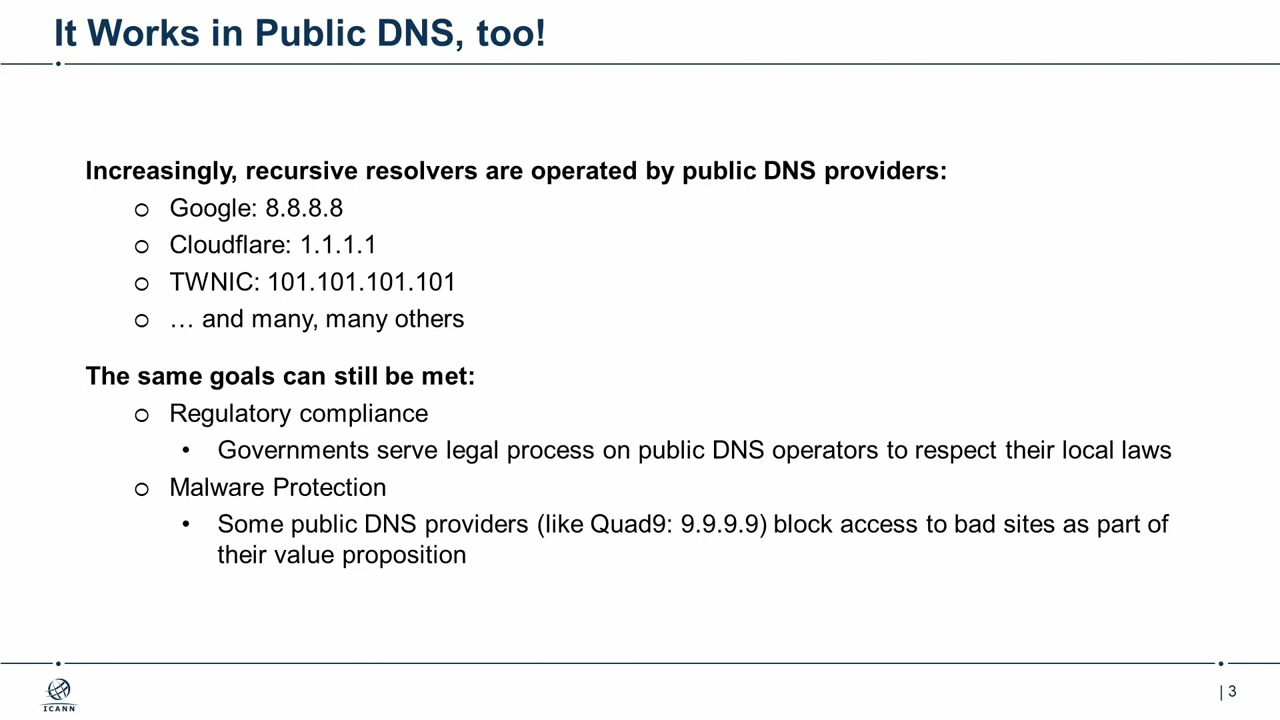 It Works in Public DNS, too!
Increasingly, recursive resolvers are operated by public DNS providers:
o Google: 8.8.8.8
o Cloudflare: 1.1.1.1
o TWNIC: 101.101.101.101
o … and many, many others
The same goals can still be met:
o Regulatory compliance
• Governments serve legal process on public DNS operators to respect their local laws
o Malware Protection
• Some public DNS providers (like Quad9: 9.9.9.9) block access to bad sites as part of
their value proposition
ICANN
| 3